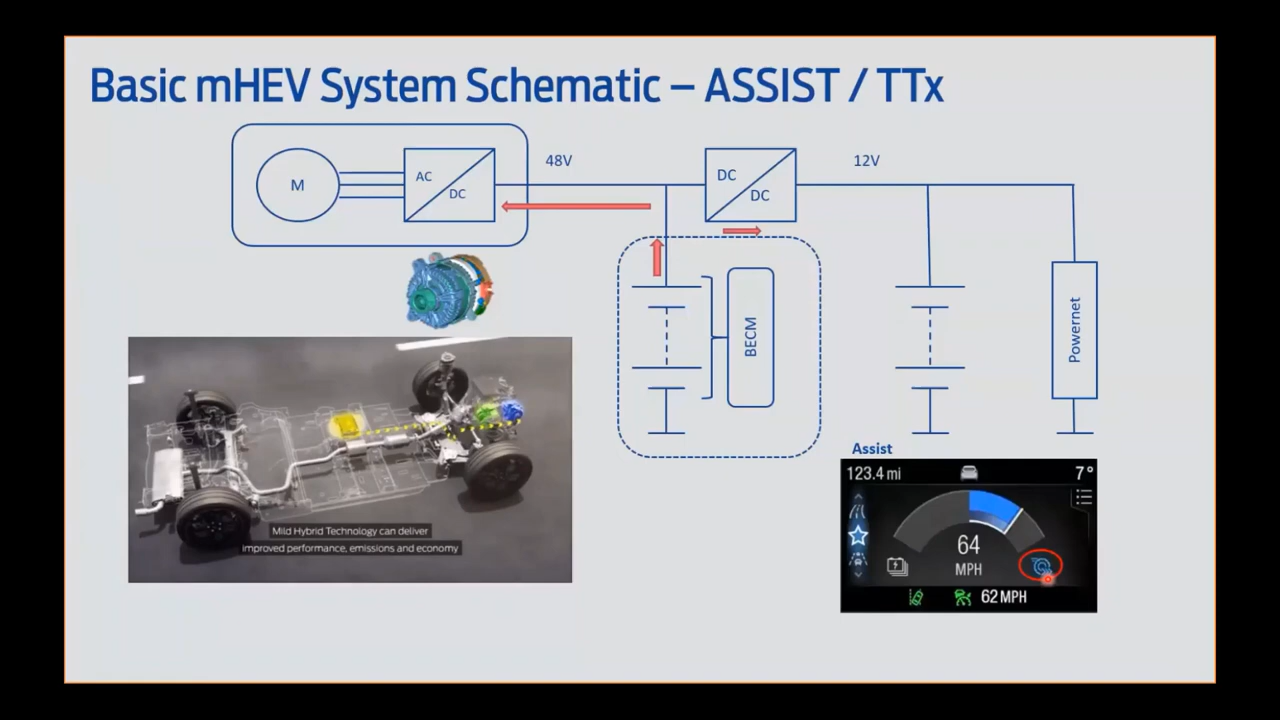 Basic mHEV System Schematic – ASSIST / TTx
M
AC
DC
48V
DC
DC
12V
BECM
Powernet
Mild Hybrid Technology can deliver
improved performance, emissions and economy
Assist
123.4 mi
7°
64
MPH
62 MPH